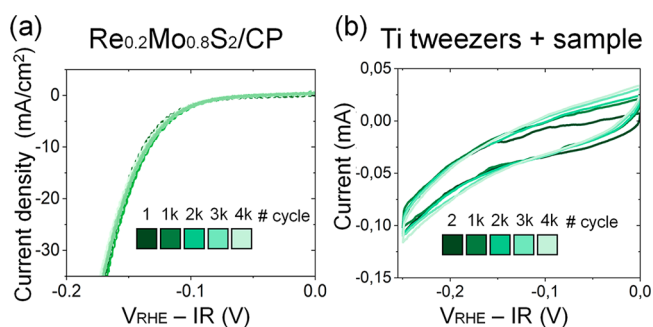 (a) Re0.2Mo0.8S2/CP
Current density (mA/cm²)
0
-10
-20
-30
1 1k 2k 3k 4k # cycle
-0.2 -0.1 0.0
VRHE – IR (V)
(b) Ti tweezers + sample
Current (mA)
0,05
0,00
-0,05
-0,10
-0,15
2 1k 2k 3k 4k # cycle
-0,2 -0,1 0,0
VRHE – IR (V)